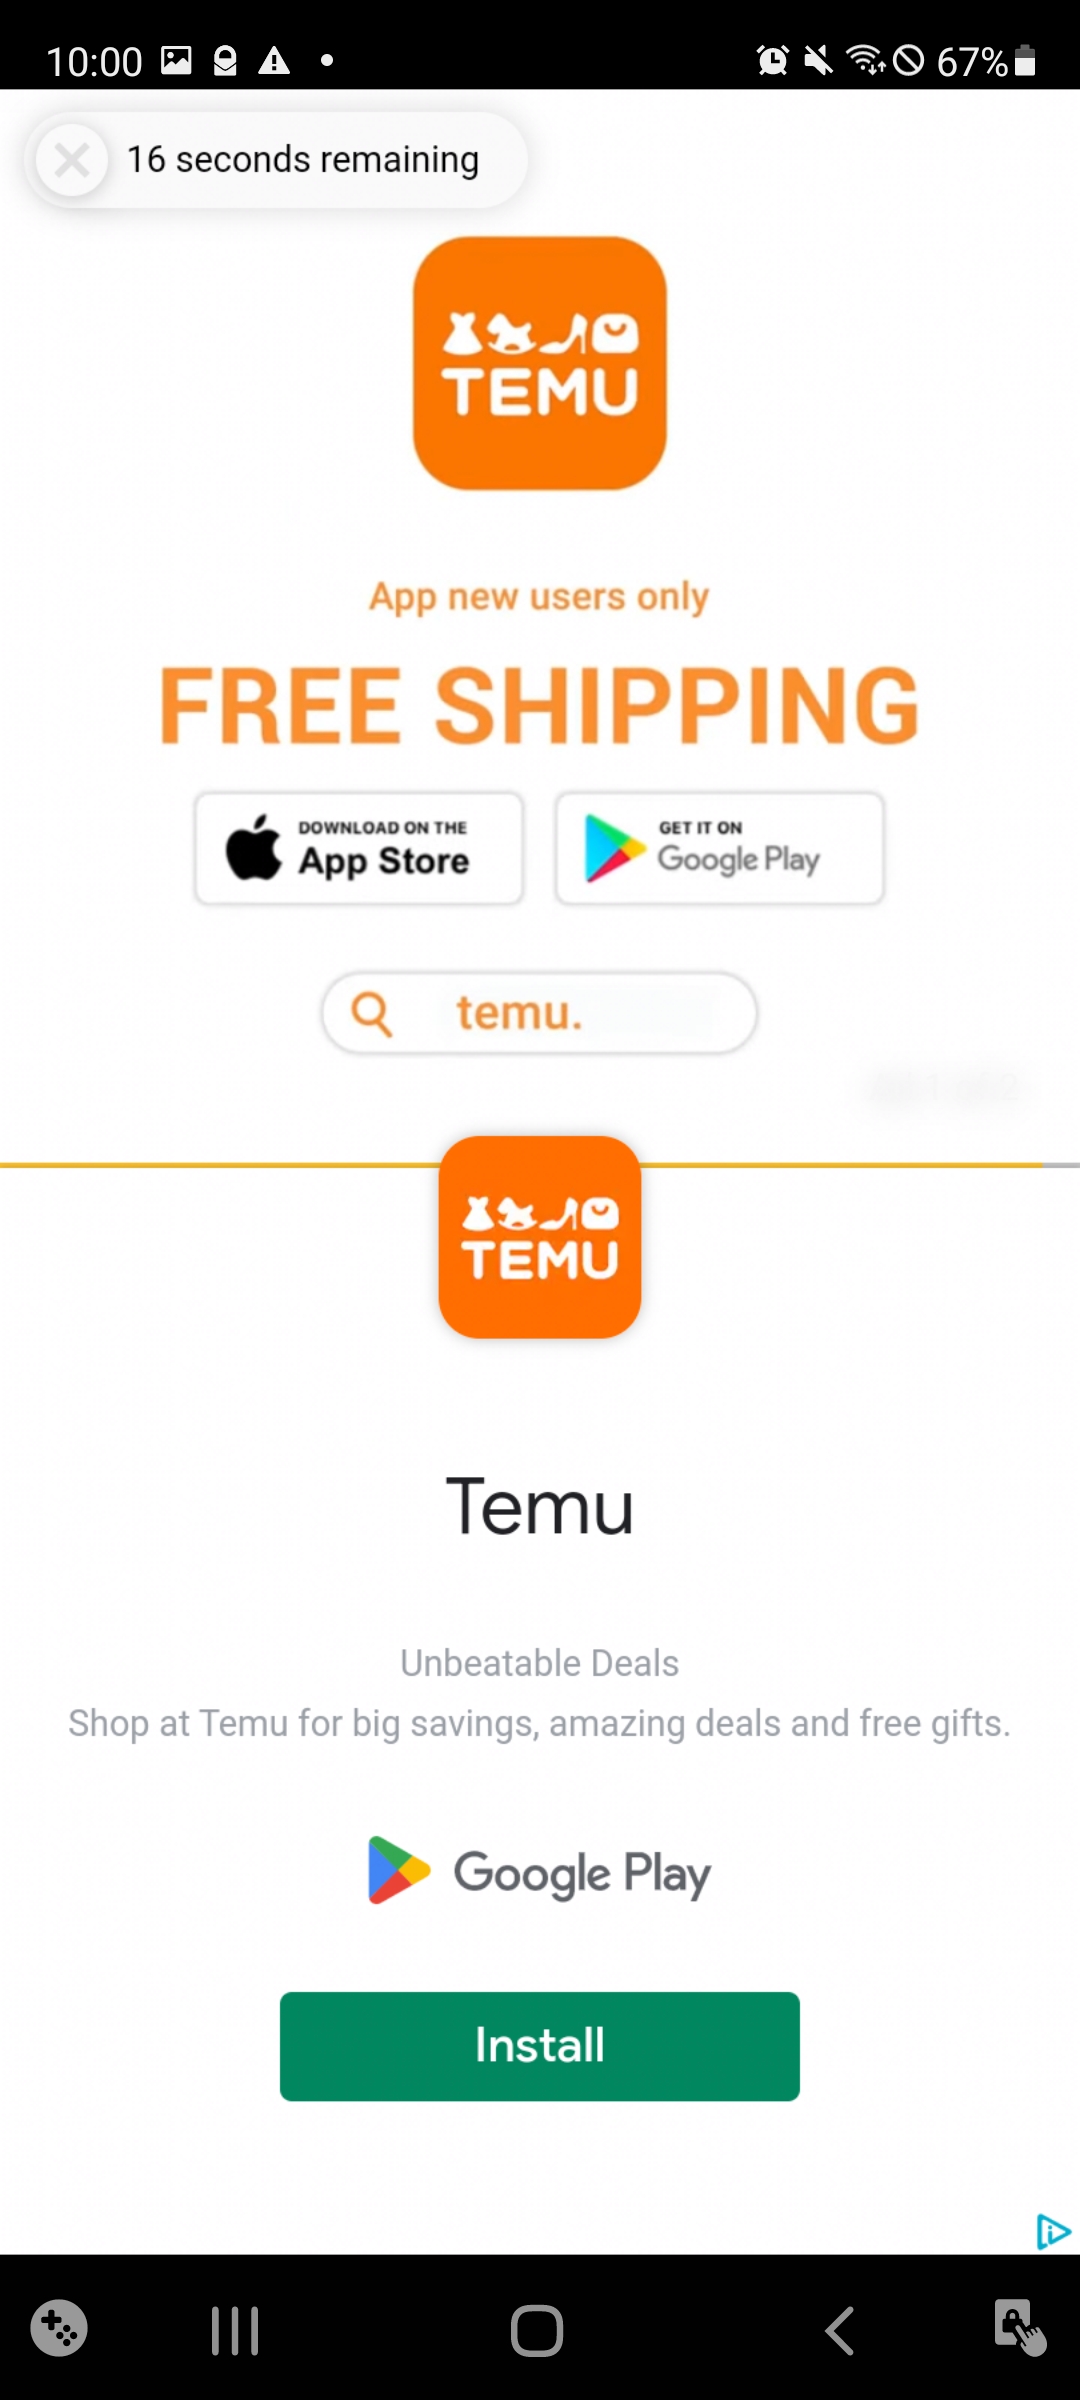 10:00
67%
16 seconds remaining
TEMU
App new users only
FREE SHIPPING
DOWNLOAD ON THE
App Store
GET IT ON
Google Play
temu.
TEMU
Temu
Unbeatable Deals
Shop at Temu for big savings, amazing deals and free gifts.
Google Play
Install